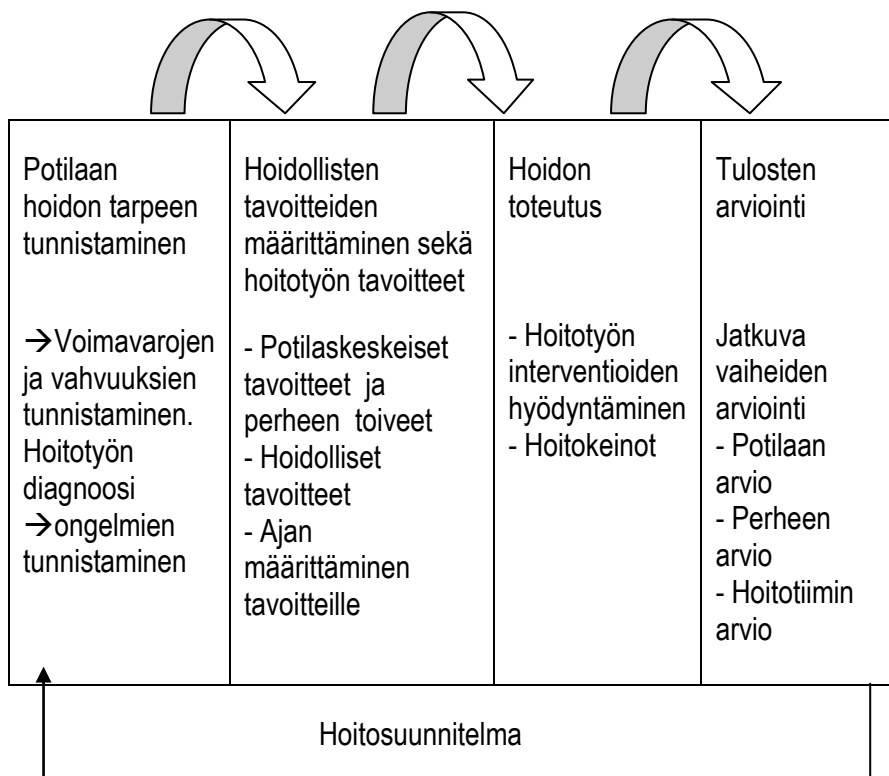 Potilaan
hoidon tarpeen
tunnistaminen
→Voimavarojen
ja vahvuuksien
tunnistaminen.
Hoitotyön
diagnoosi
→ongelmien
tunnistaminen
Hoidollisten
tavoitteiden
määrittäminen sekä
hoitotyön tavoitteet
- Potilaskeskeiset
tavoitteet ja
perheen toiveet
- Hoidolliset
tavoitteet
- Ajan
määrittäminen
tavoitteille
Hoidon
toteutus
- Hoitotyön
interventioiden
hyödyntäminen
- Hoitokeinot
Tulosten
arviointi
Jatkuva
vaiheiden
arviointi
- Potilaan
arvio
- Perheen
arvio
- Hoitotiimin
arvio
Hoitosuunnitelma